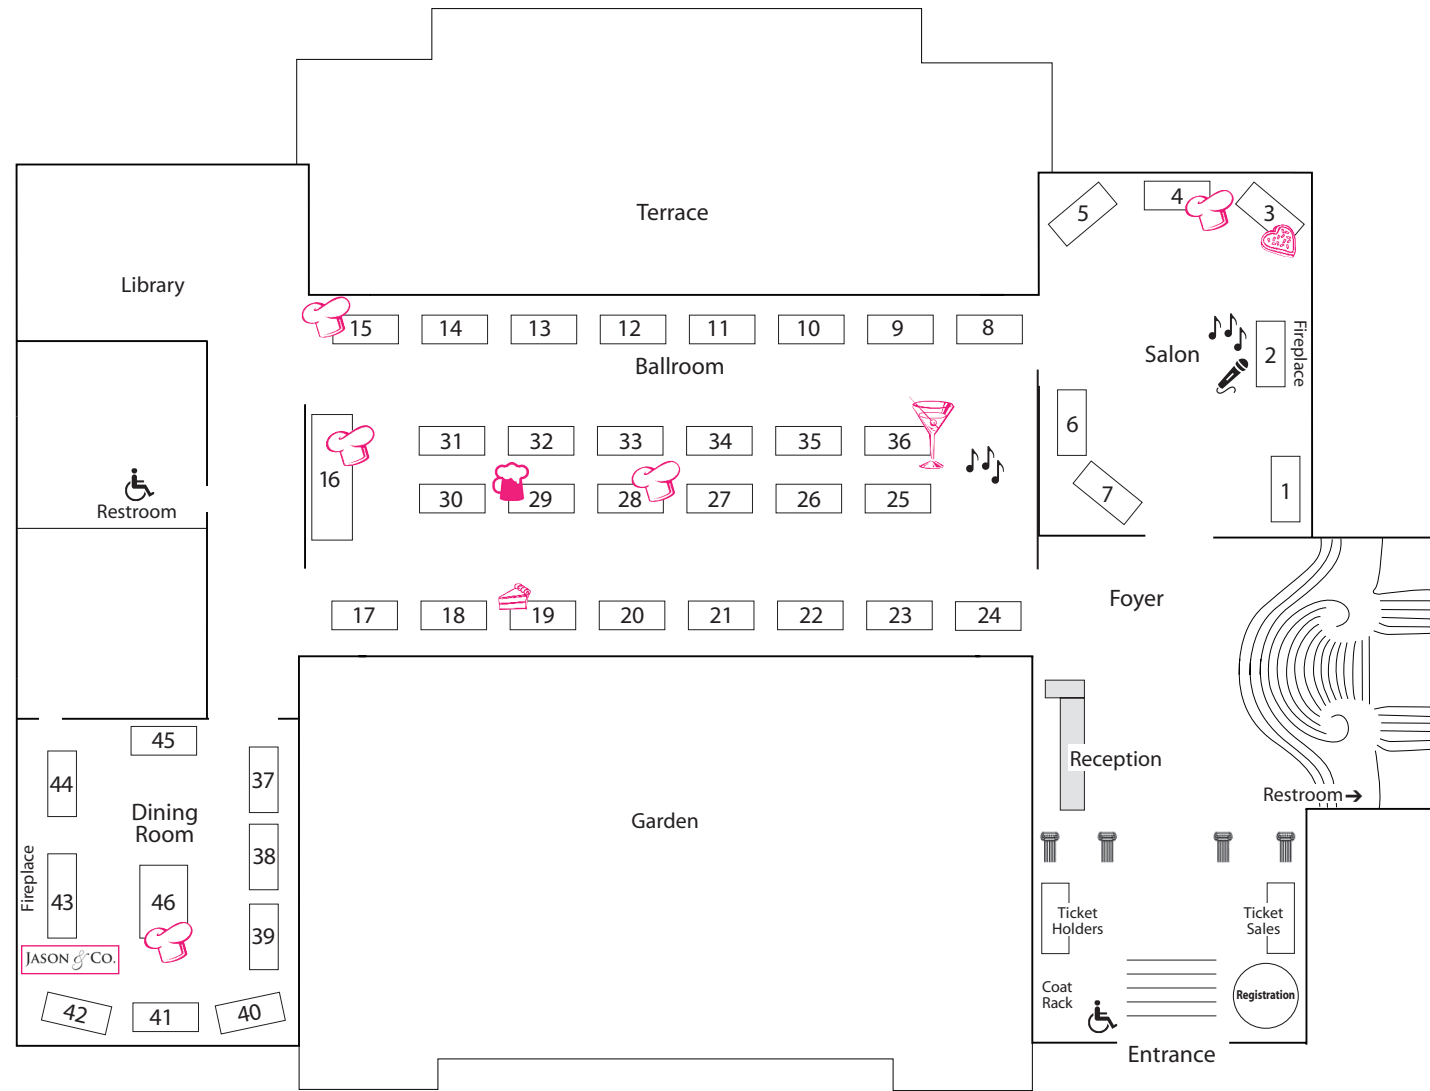 Terrace
Library
5
4
3
15
14
13
12
11
10
9
8
Ballroom
Salon
2
Fireplace
6
7
1
31
32
33
34
35
36
16
30
29
28
27
26
25
Restroom
17
18
19
20
21
22
23
24
Foyer
Reception
Restroom
45
44
37
Dining
Room
38
Fireplace
43
46
39
JASON & CO.
42
41
40
Garden
Ticket
Holders
Ticket
Sales
Coat
Rack
Registration
Entrance